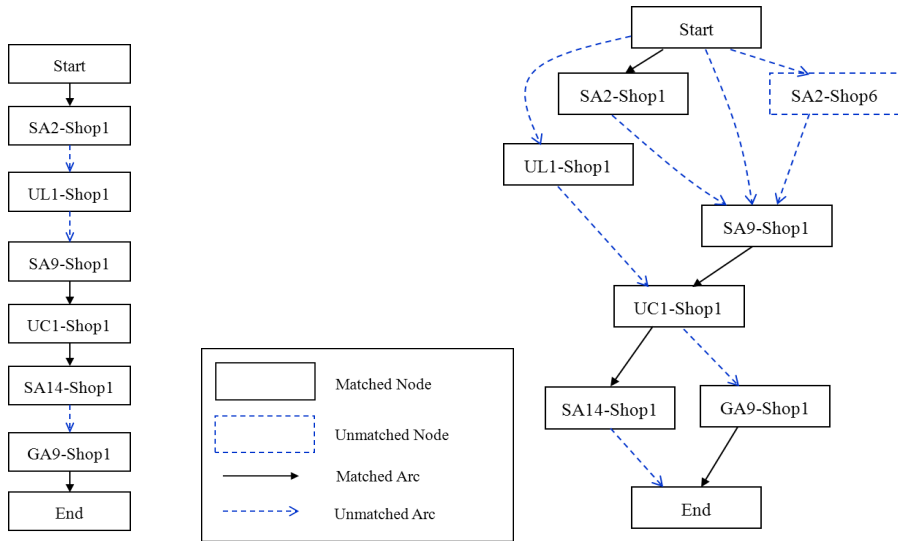 Start
SA2-Shop1
UL1-Shop1
SA9-Shop1
UC1-Shop1
SA14-Shop1
GA9-Shop1
End
Matched Node
Unmatched Node
Matched Arc
Unmatched Arc
Start
SA2-Shop1
SA2-Shop6
UL1-Shop1
SA9-Shop1
UC1-Shop1
SA14-Shop1
GA9-Shop1
End